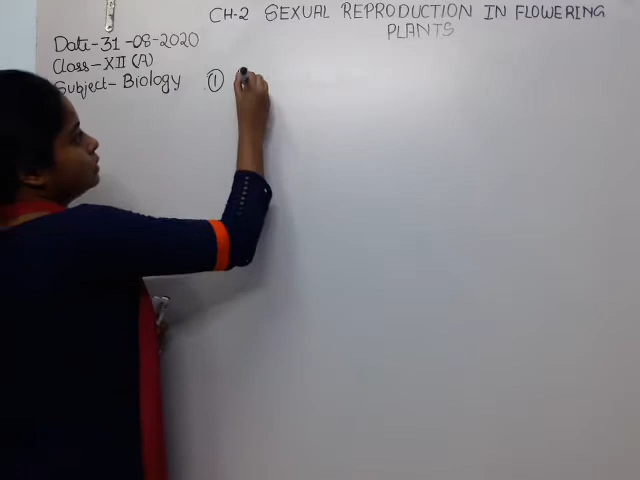 CH-2 SEXUAL REPRODUCTION IN FLOWERING
PLANTS
Date-31-08-2020
Class-XII (A)
Subject-Biology
①